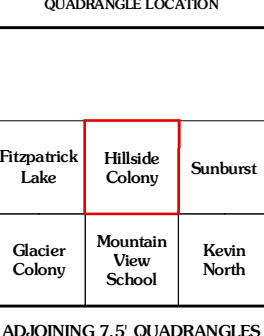 QUADRANGLE LOCATION
Fitzpatrick
Lake
Hillside
Colony
Sunburst
Glacier
Colony
Mountain
View
School
Kevin
North
ADJOINING 7.5' QUADRANGLES